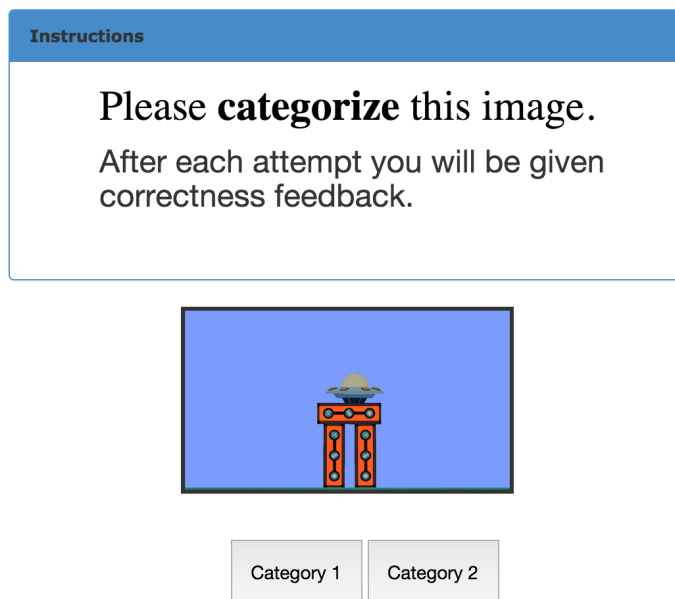 Instructions
Please categorize this image.
After each attempt you will be given
correctness feedback.
Category 1
Category 2